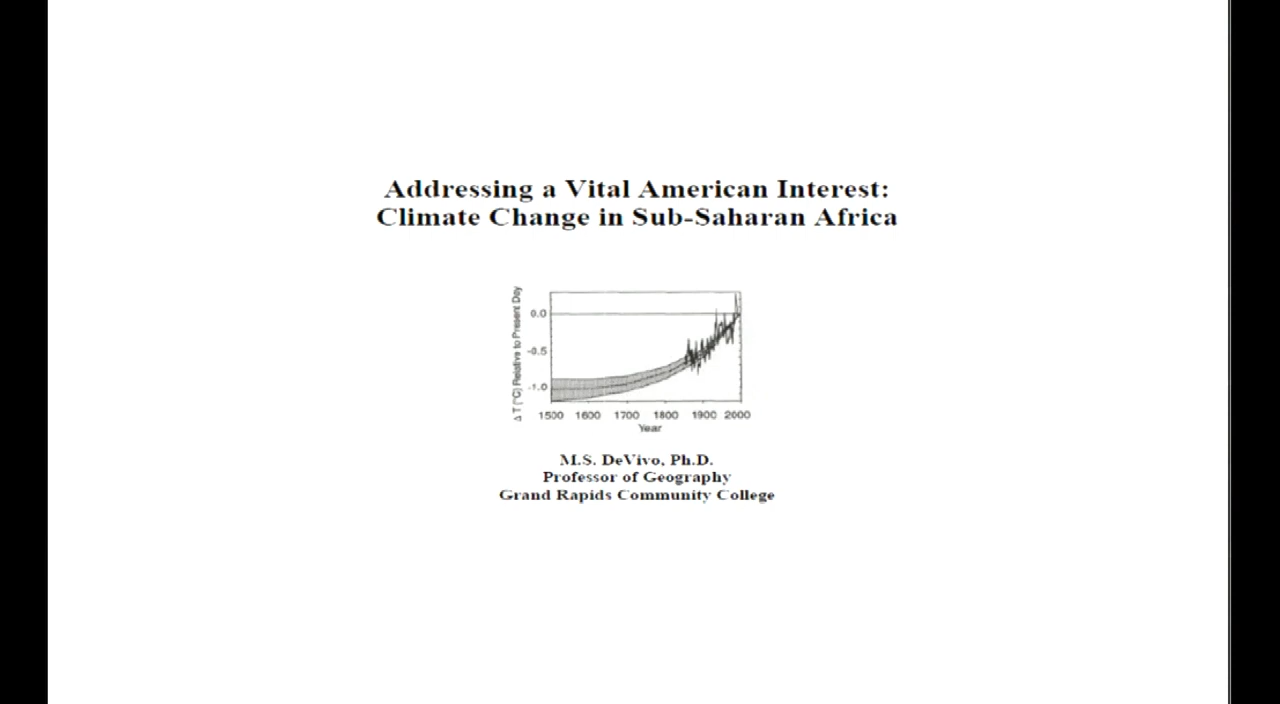 Addressing a Vital American Interest:
Climate Change in Sub-Saharan Africa
Δ T [°C] Relative to Present Day
0.0
-0.5
-1.0
1500 1600 1700 1800 1900 2000
Year
M.S. DeVivo, Ph.D.
Professor of Geography
Grand Rapids Community College